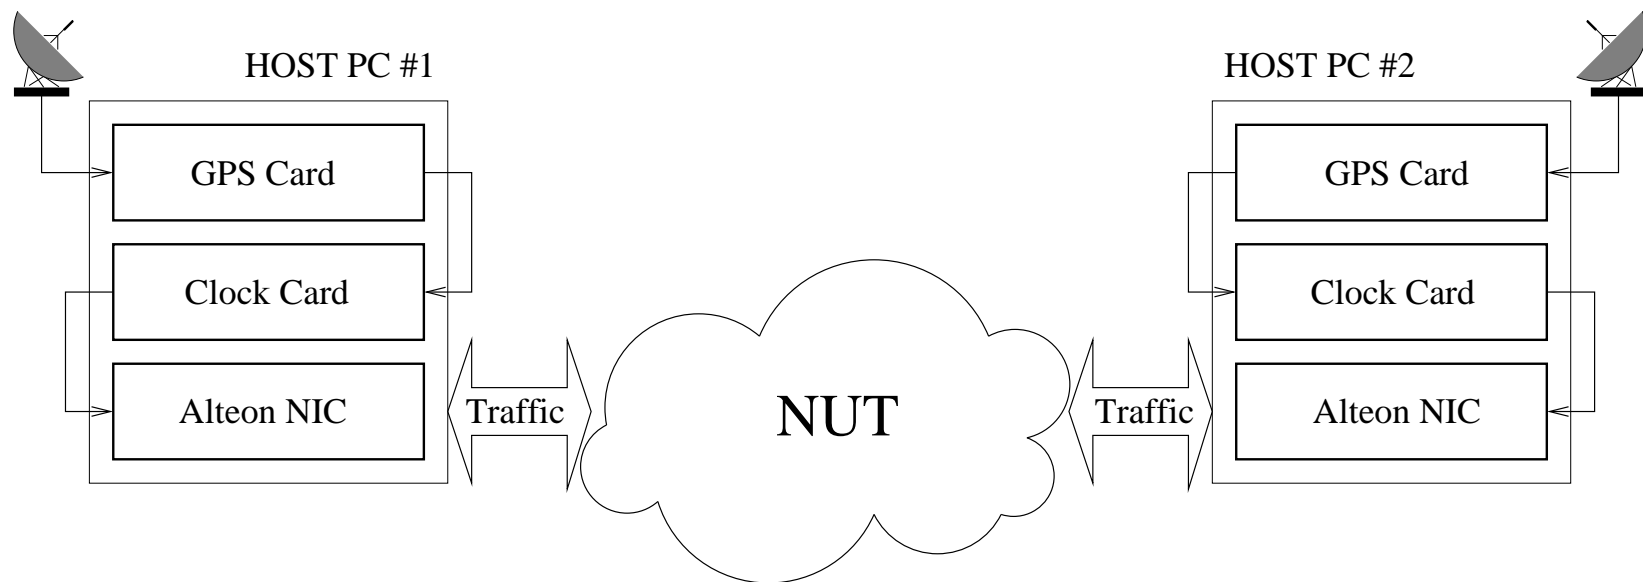 HOST PC #1
GPS Card
Clock Card
Alteon NIC
Traffic
NUT
Traffic
HOST PC #2
GPS Card
Clock Card
Alteon NIC